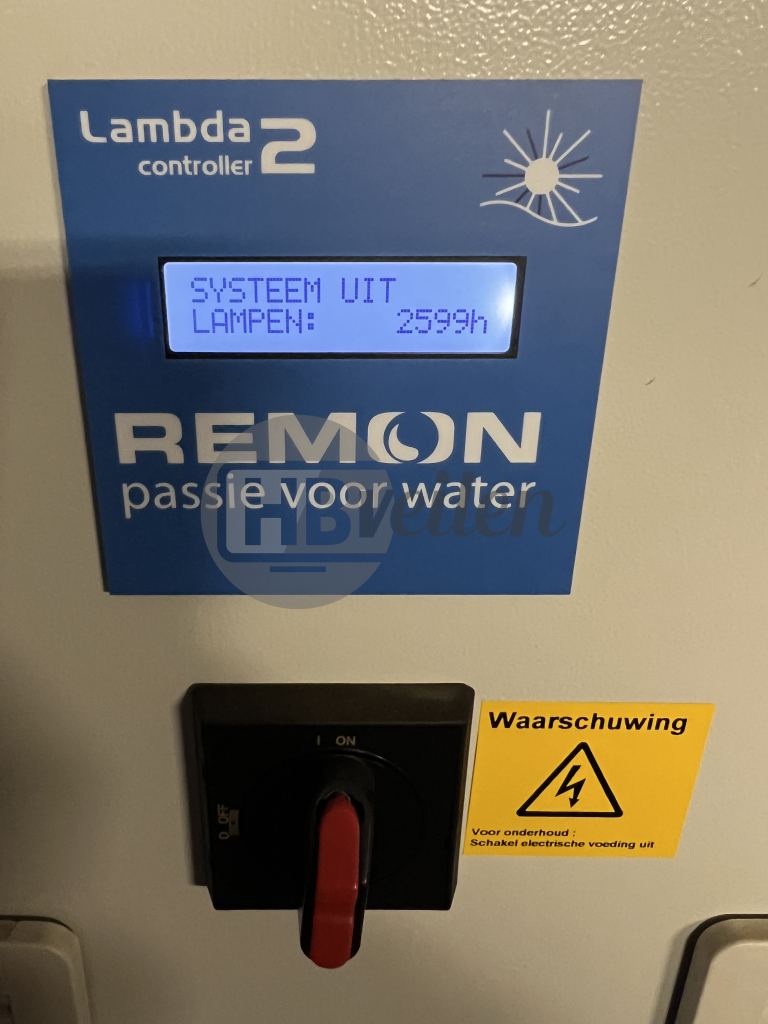 Lambda 2
controller
SYSTEEM UIT
LAMPEN: 2599h
REMON
passie voor water
HBveilen
I ON
O OFF
Waarschuwing
Voor onderhoud :
Schakel electrische voeding uit